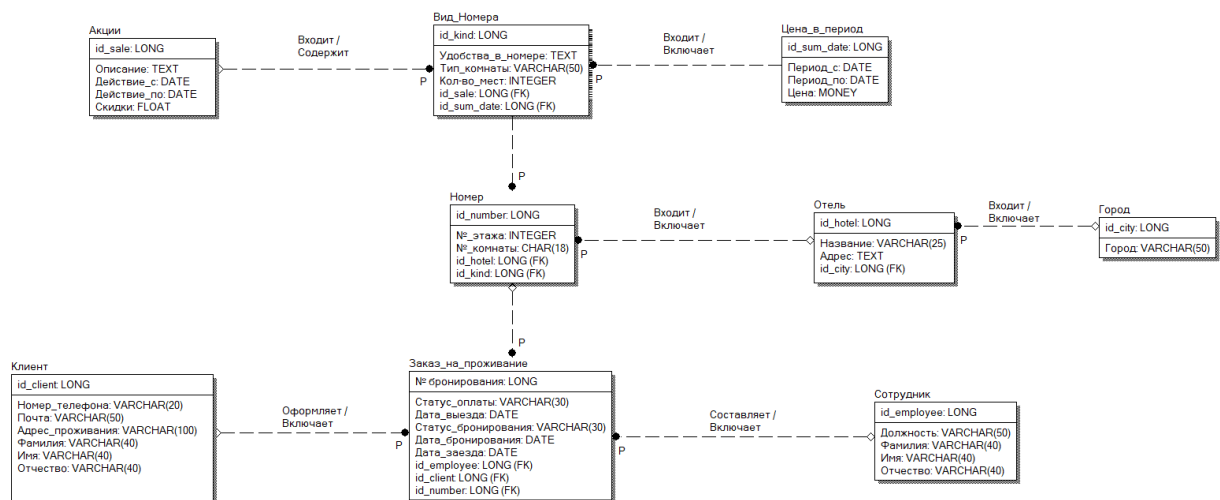 Акции
id_sale: LONG
Описание: TEXT
Действие_с: DATE
Действие_по: DATE
Скидки: FLOAT
Входит /
Содержит
P
Вид_Номера
id_kind: LONG
Удобства_в_номере: TEXT
Тип_комнаты: VARCHAR(50)
Кол-во_мест: INTEGER
id_sale: LONG (FK)
id_sum_date: LONG (FK)
P
Входит /
Включает
Цена_в_период
id_sum_date: LONG
Период_с: DATE
Период_по: DATE
Цена: MONEY
P
Номер
id_number: LONG
№_этажа: INTEGER
№_комнаты: CHAR(18)
id_hotel: LONG (FK)
id_kind: LONG (FK)
P
Входит /
Включает
Отель
id_hotel: LONG
Название: VARCHAR(25)
Адрес: TEXT
id_city: LONG (FK)
P
Входит /
Включает
Город
id_city: LONG
Город: VARCHAR(50)
P
Клиент
id_client: LONG
Номер_телефона: VARCHAR(20)
Почта: VARCHAR(50)
Адрес_проживания: VARCHAR(100)
Фамилия: VARCHAR(40)
Имя: VARCHAR(40)
Отчество: VARCHAR(40)
Оформляет /
Включает
P
Заказ_на_проживание
№ бронирования: LONG
Статус_оплаты: VARCHAR(30)
Дата_выезда: DATE
Статус_бронирования: VARCHAR(30)
Дата_бронирования: DATE
Дата_заезда: DATE
id_employee: LONG (FK)
id_client: LONG (FK)
id_number: LONG (FK)
P
Составляет /
Включает
Сотрудник
id_employee: LONG
Должность: VARCHAR(50)
Фамилия: VARCHAR(40)
Имя: VARCHAR(40)
Отчество: VARCHAR(40)